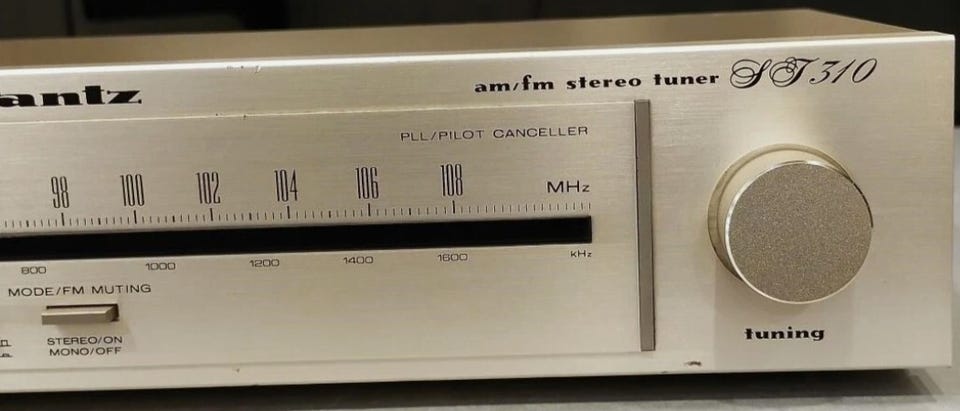 antz
am/fm stereo tuner ST310
PLL/PILOT CANCELLER
98 100 102 104 106 108 MHz
800 1000 1200 1400 1600 kHz
MODE/FM MUTING
STEREO/ON
MONO/OFF
tuning